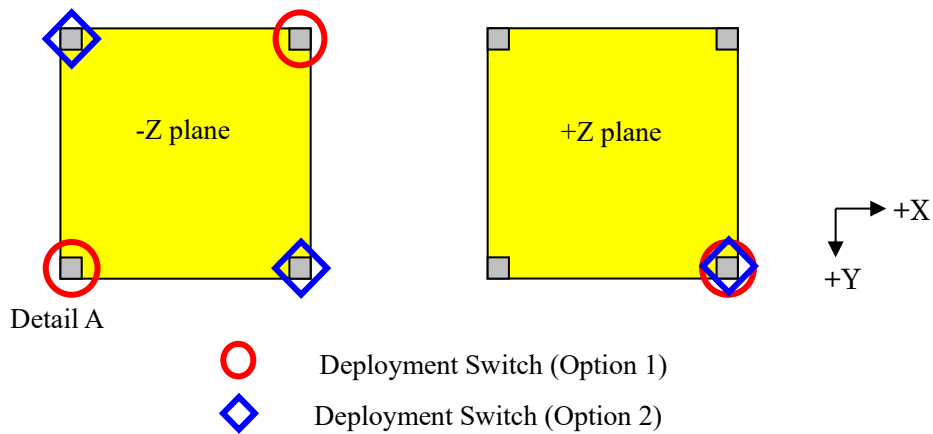 -Z plane
+Z plane
+X
+Y
Detail A
Deployment Switch (Option 1)
Deployment Switch (Option 2)